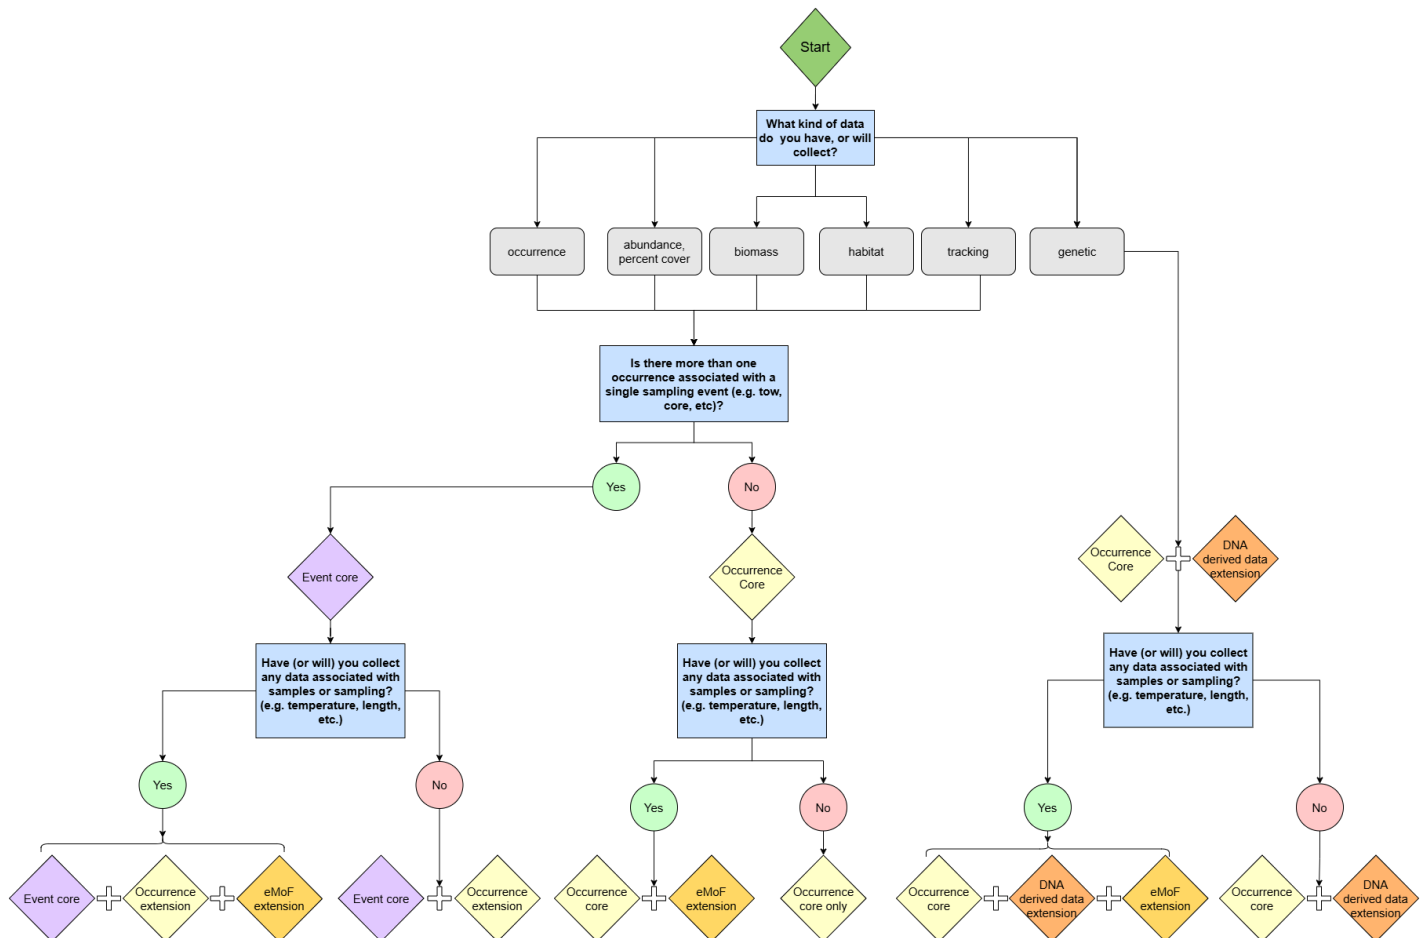 Start
What kind of data
do you have, or will
collect?
occurrence
abundance,
percent cover
biomass
habitat
tracking
genetic
Is there more than one
occurrence associated with a
single sampling event (e.g. tow,
core, etc)?
Yes
No
Event core
Occurrence
Core
Occurrence
Core
DNA
derived data
extension
Have (or will) you collect
any data associated with
samples or sampling?
(e.g. temperature, length,
etc.)
Have (or will) you collect
any data associated with
samples or sampling?
(e.g. temperature, length,
etc.)
Have (or will) you collect
any data associated with
samples or sampling?
(e.g. temperature, length,
etc.)
Yes
No
Yes
No
Yes
No
Event core
Occurrence
extension
eMoF
extension
Event core
Occurrence
extension
Occurrence
core
eMoF
extension
Occurrence
core only
Occurrence
core
DNA
derived data
extension
eMoF
extension
Occurrence
core
DNA
derived data
extension